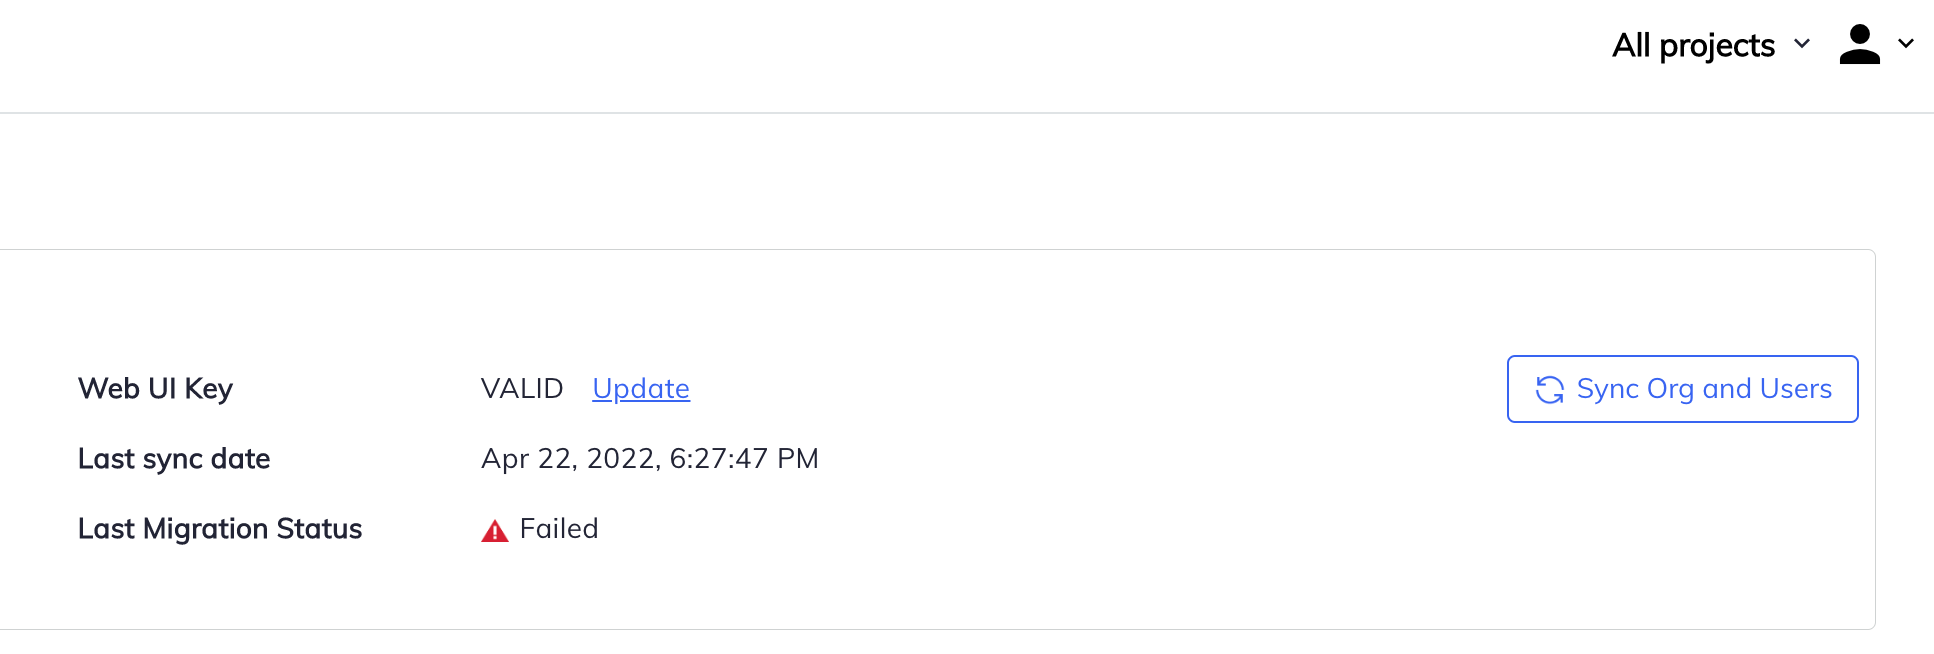 All projects
Web UI Key VALID Update Sync Org and Users
Last sync date Apr 22, 2022, 6:27:47 PM
Last Migration Status Failed